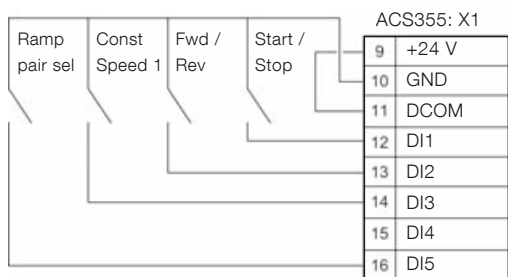 ACS355: X1
Ramp pair sel
Const Speed 1
Fwd / Rev
Start / Stop
9 +24 V
10 GND
11 DCOM
12 DI1
13 DI2
14 DI3
15 DI4
16 DI5